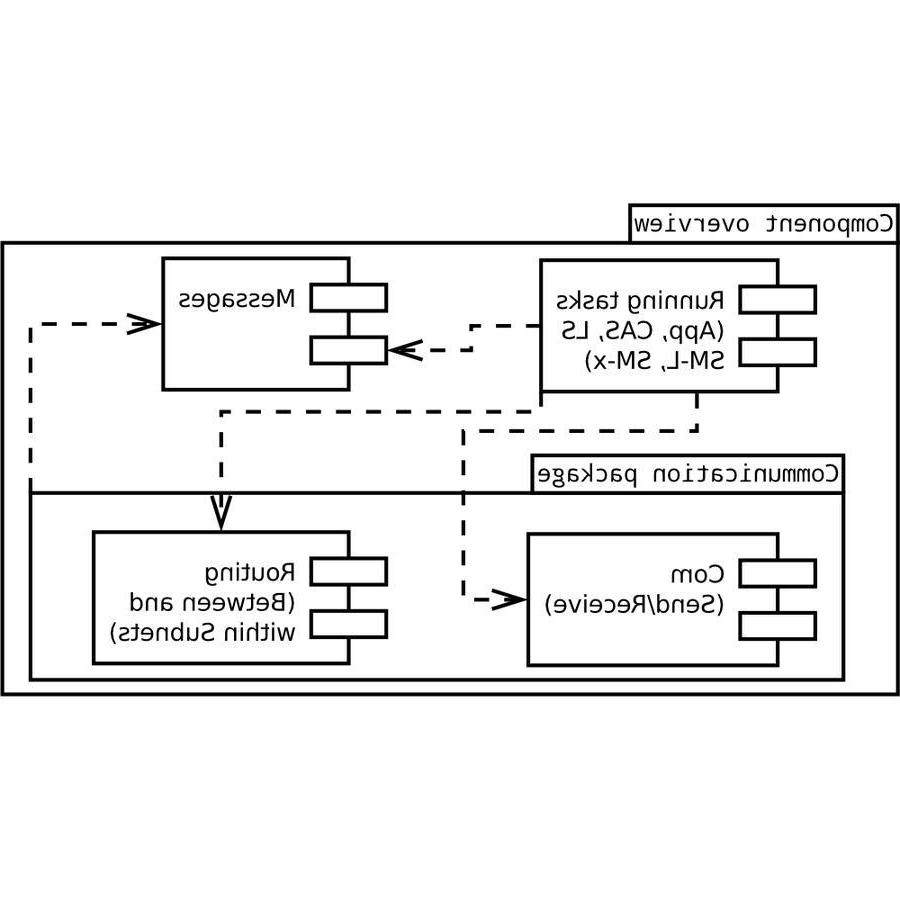 Component overview
Running tasks
(App, CAS, LS
SM-L, SM-x)
Messages
Communication package
Com
(Send/Receive)
Routing
(Between and
within Subnets)